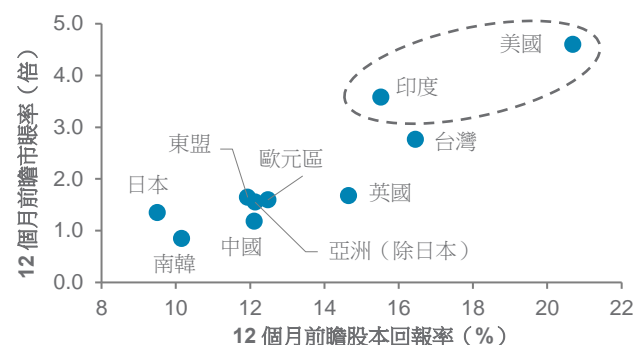 12 個月前瞻市賬率（倍）
5.0
4.0
3.0
2.0
1.0
0.0
美國
印度
台灣
東盟
歐元區
日本
英國
南韓
中國
亞洲（除日本）
8
10
12
14
16
18
20
22
12 個月前瞻股本回報率（%）